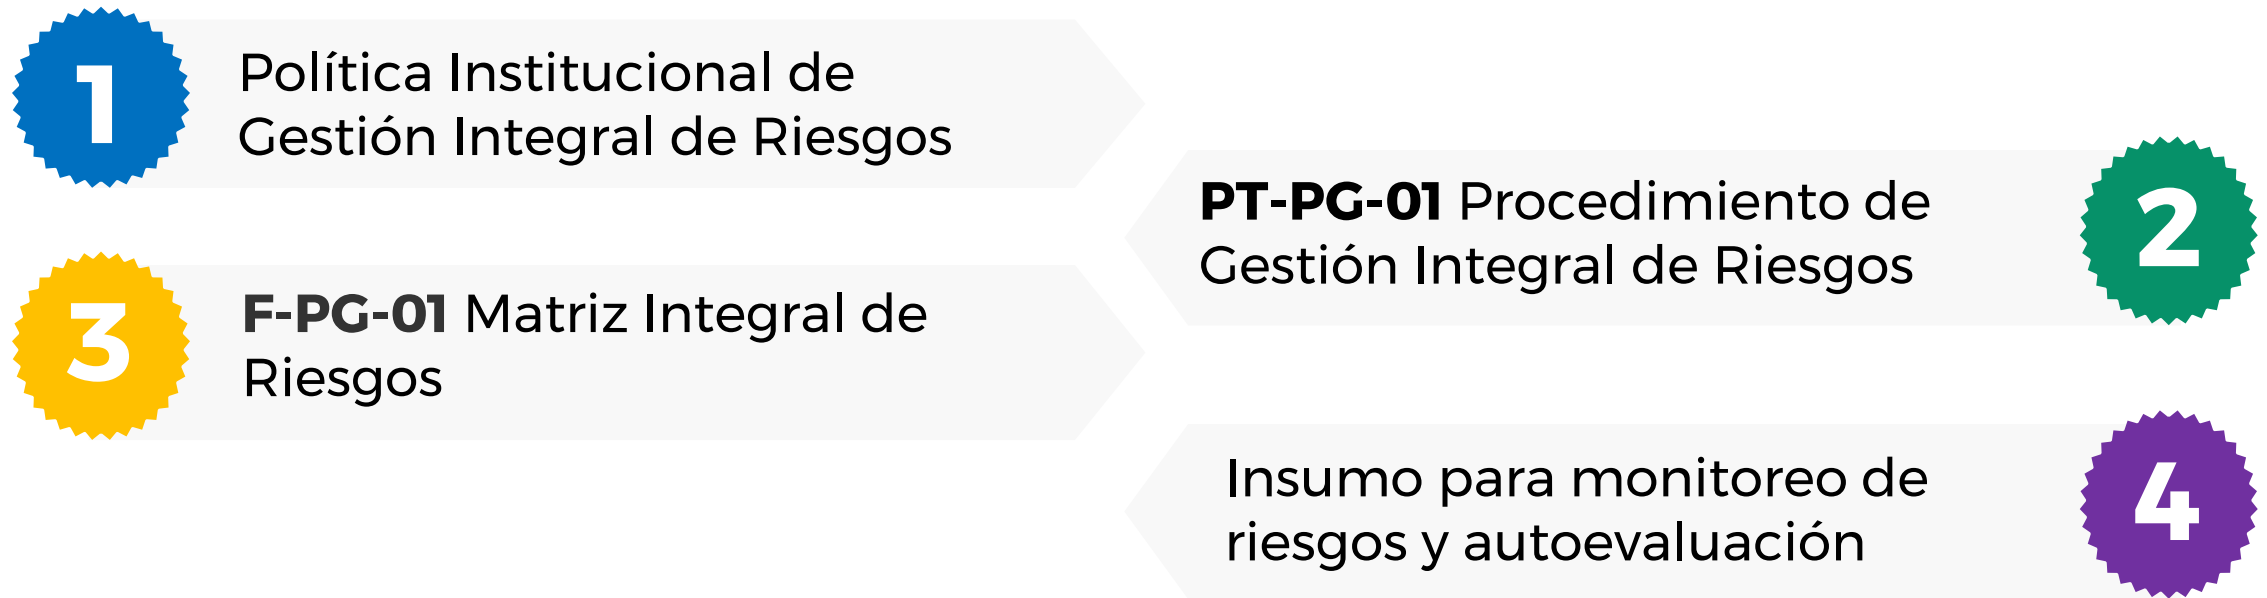 1
Política Institucional de
Gestión Integral de Riesgos
2
PT-PG-01 Procedimiento de
Gestión Integral de Riesgos
3
F-PG-01 Matriz Integral de
Riesgos
4
Insumo para monitoreo de
riesgos y autoevaluación